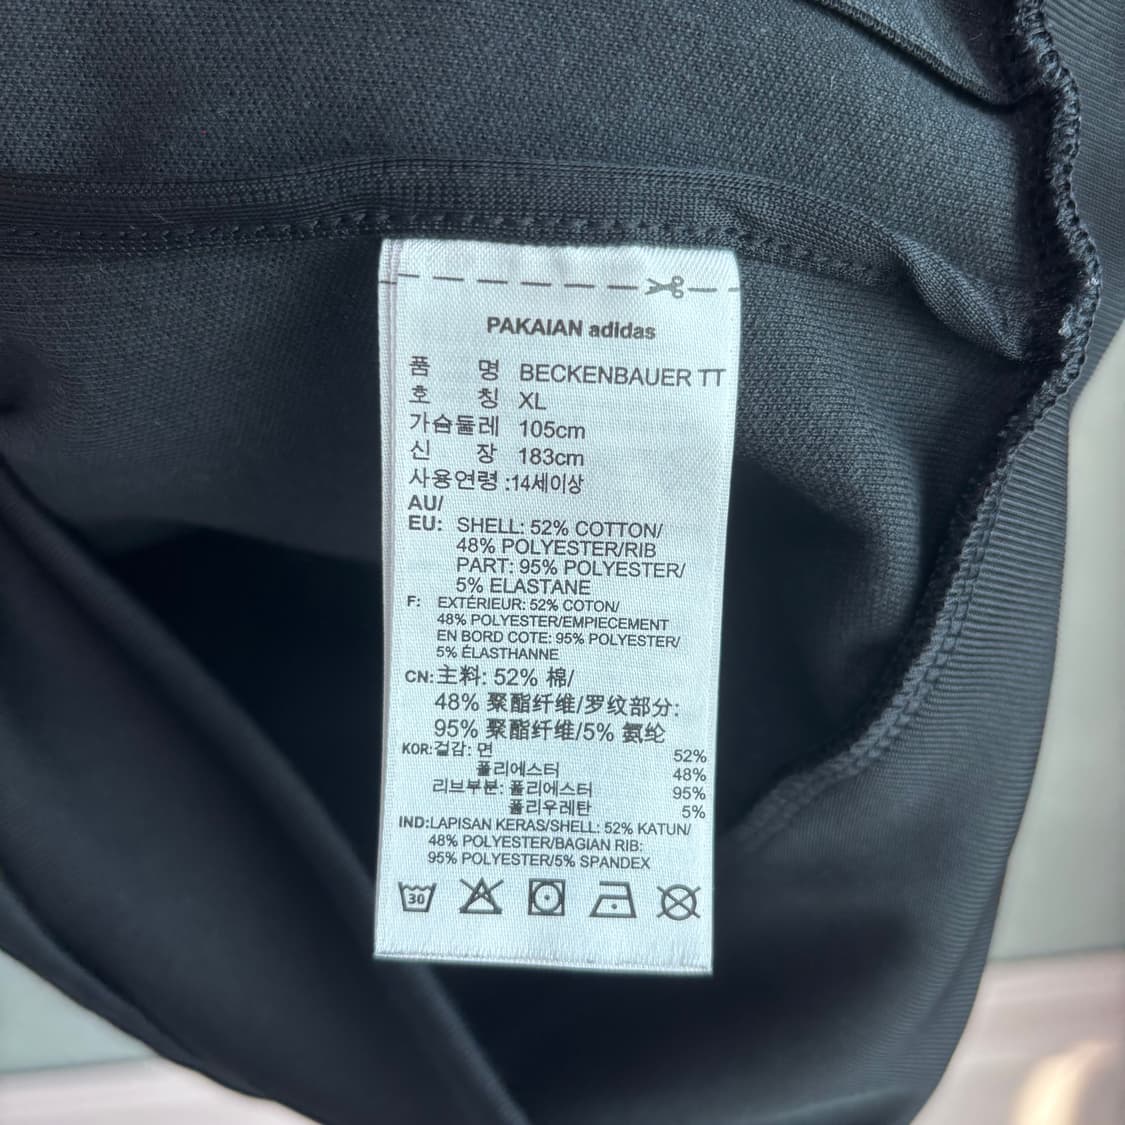 PAKAIAN adidas
품 명 BECKENBAUER TT
호 칭 XL
가슴둘레 105cm
신 장 183cm
사용연령 :14세이상
AU/
EU: SHELL: 52% COTTON/
48% POLYESTER/RIB
PART: 95% POLYESTER/
5% ELASTANE
F: EXTÉRIEUR: 52% COTON/
48% POLYESTER/EMPIECEMENT
EN BORD COTE: 95% POLYESTER/
5% ÉLASTHANNE
CN: 主料: 52% 棉/
48% 聚酯纤维/罗纹部分:
95% 聚酯纤维/5% 氨纶
KOR:겉감: 면 52%
폴리에스터 48%
리브부분: 폴리에스터 95%
폴리우레탄 5%
IND:LAPISAN KERAS/SHELL: 52% KATUN/
48% POLYESTER/BAGIAN RIB:
95% POLYESTER/5% SPANDEX
30